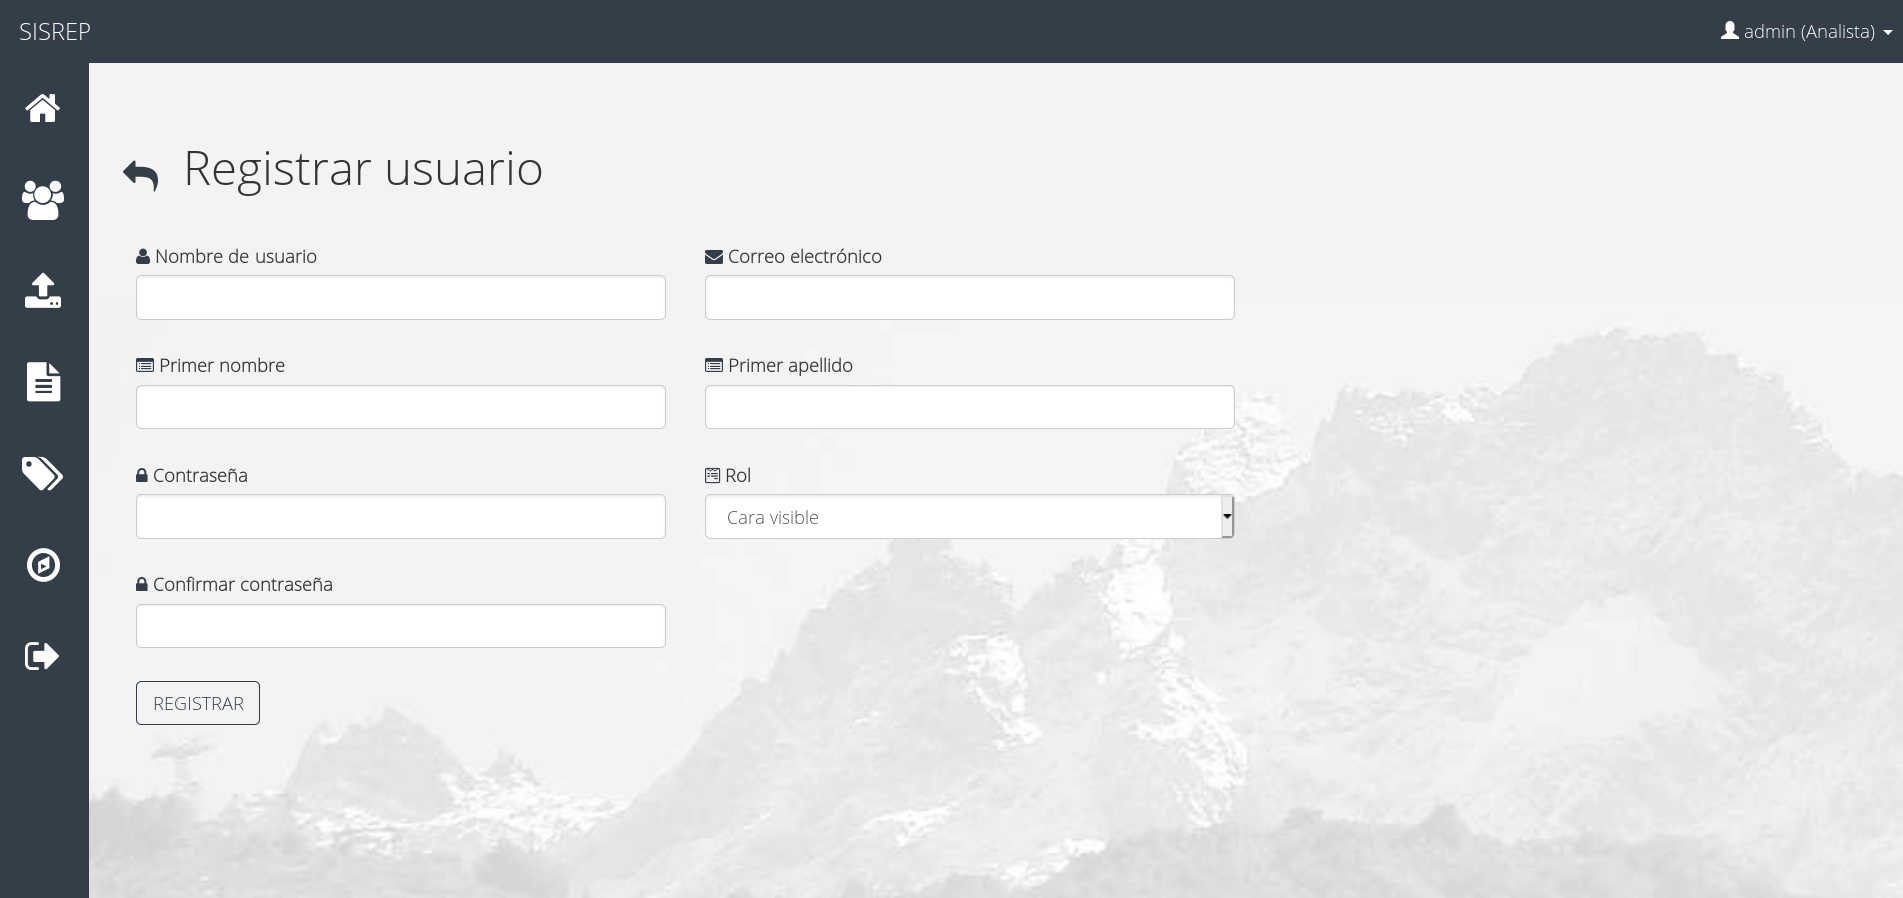 SISREP
admin (Analista)
Registrar usuario
Nombre de usuario
Correo electrónico
Primer nombre
Primer apellido
Contraseña
Rol
Cara visible
Confirmar contraseña
REGISTRAR